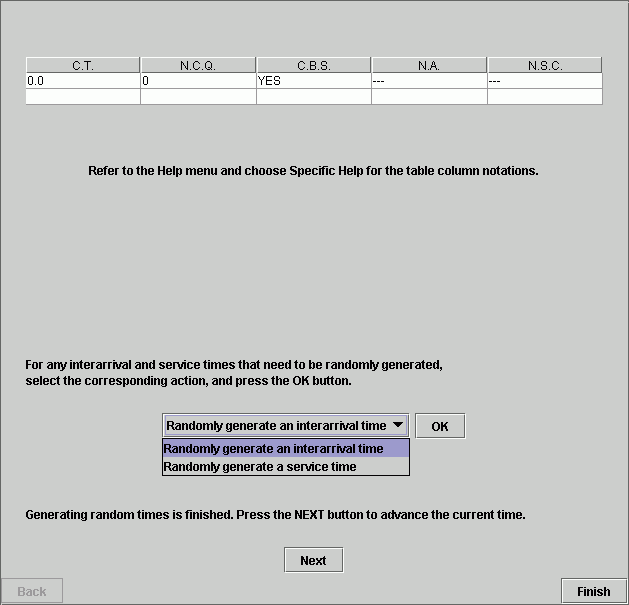 C.T. N.C.Q. C.B.S. N.A. N.S.C.
0.0 0 YES --- ---
Refer to the Help menu and choose Specific Help for the table column notations.
For any interarrival and service times that need to be randomly generated,
select the corresponding action, and press the OK button.
Randomly generate an interarrival time OK
Randomly generate an interarrival time
Randomly generate a service time
Generating random times is finished. Press the NEXT button to advance the current time.
Next
Back Finish